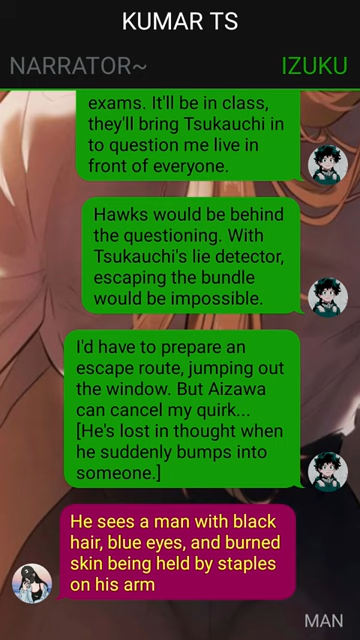 KUMAR TS
NARRATOR~
IZUKU
exams. It'll be in class,
they'll bring Tsukauchi in
to question me live in
front of everyone.
Hawks would be behind
the questioning. With
Tsukauchi's lie detector,
escaping the bundle
would be impossible.
I'd have to prepare an
escape route, jumping out
the window. But Aizawa
can cancel my quirk...
[He's lost in thought when
he suddenly bumps into
someone.]
He sees a man with black
hair, blue eyes, and burned
skin being held by staples
on his arm
MAN